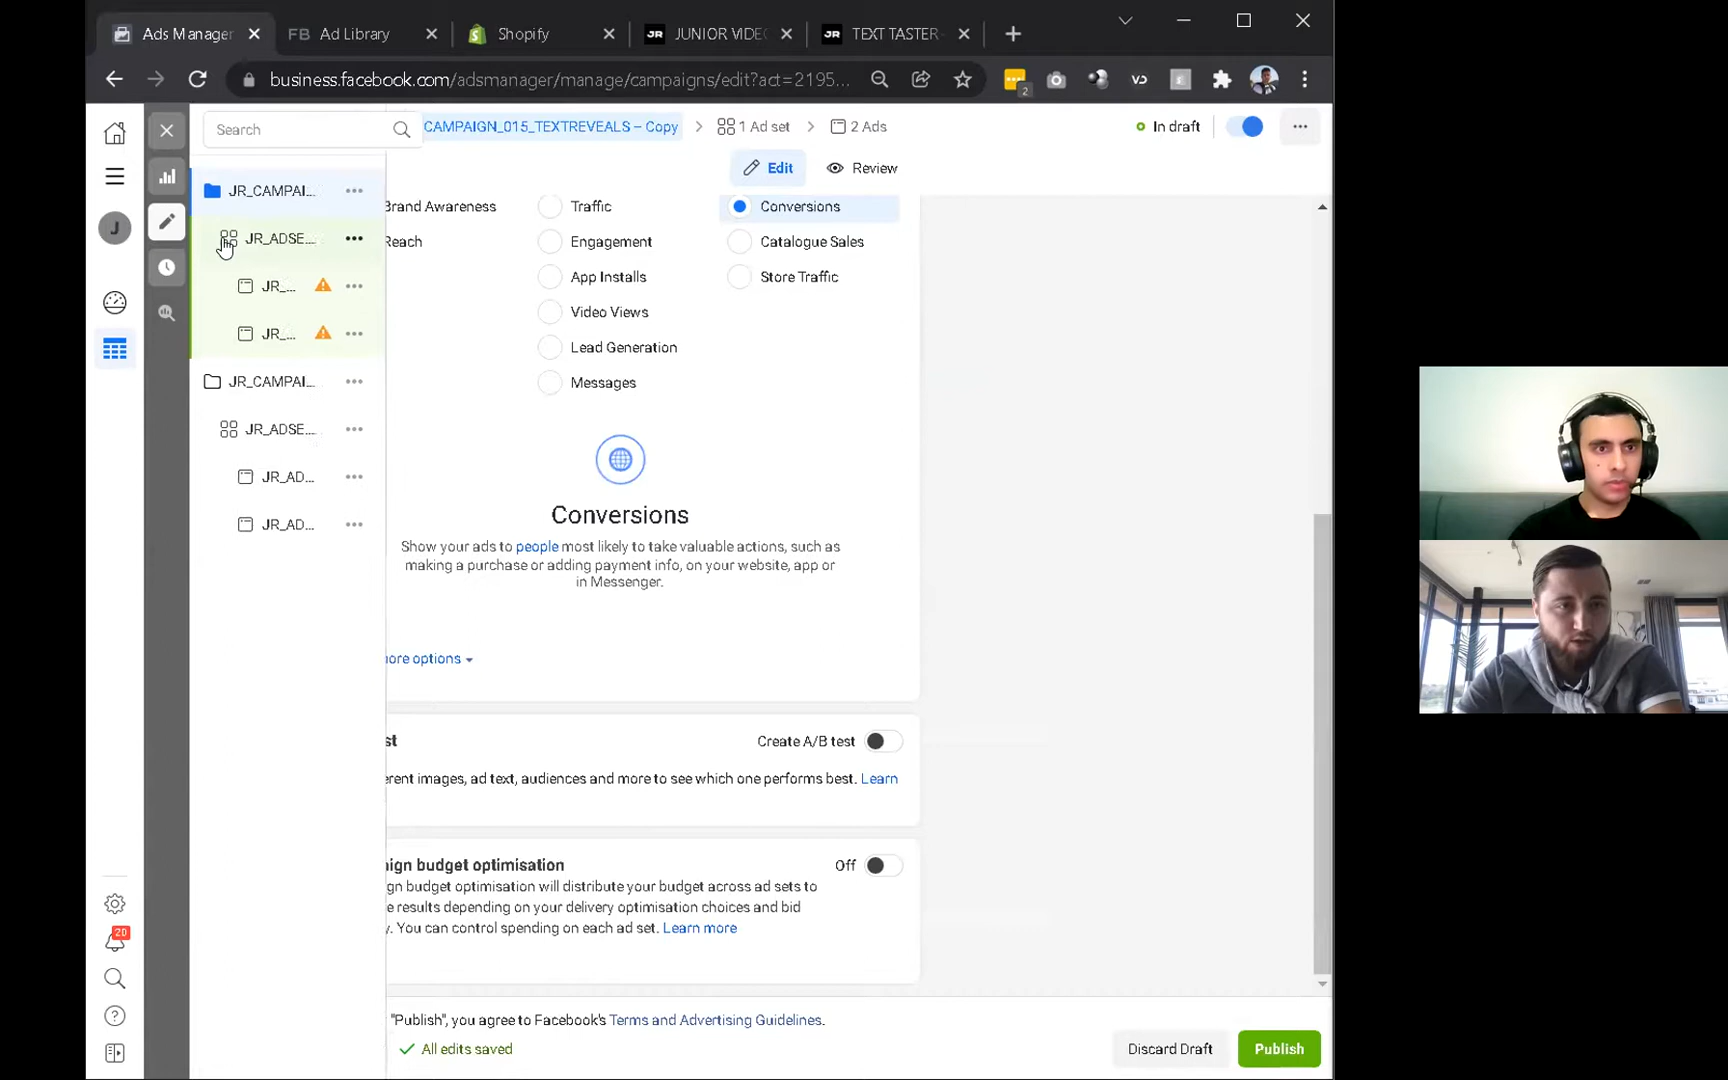 Ads Manager
FB Ad Library
Shopify
JR JUNIOR VIDEO
JR TEXT TASTER
business.facebook.com/adsmanager/manage/campaigns/edit?act=2195...
2
Search
CAMPAIGN_015_TEXTREVEALS – Copy
1 Ad set
2 Ads
In draft
Edit
Review
J
JR_CAMPAI...
JR_ADSE...
JR_...
JR_...
JR_CAMPAI...
JR_ADSE...
JR_AD...
JR_AD...
Brand Awareness
Traffic
Conversions
Reach
Engagement
Catalogue Sales
App Installs
Store Traffic
Video Views
Lead Generation
Messages
Conversions
Show your ads to people most likely to take valuable actions, such as
making a purchase or adding payment info, on your website, app or
in Messenger.
ore options
st
Create A/B test
erent images, ad text, audiences and more to see which one performs best. Learn
ign budget optimisation
Off
gn budget optimisation will distribute your budget across ad sets to
e results depending on your delivery optimisation choices and bid
y. You can control spending on each ad set. Learn more
20
"Publish", you agree to Facebook's Terms and Advertising Guidelines.
All edits saved
Discard Draft
Publish